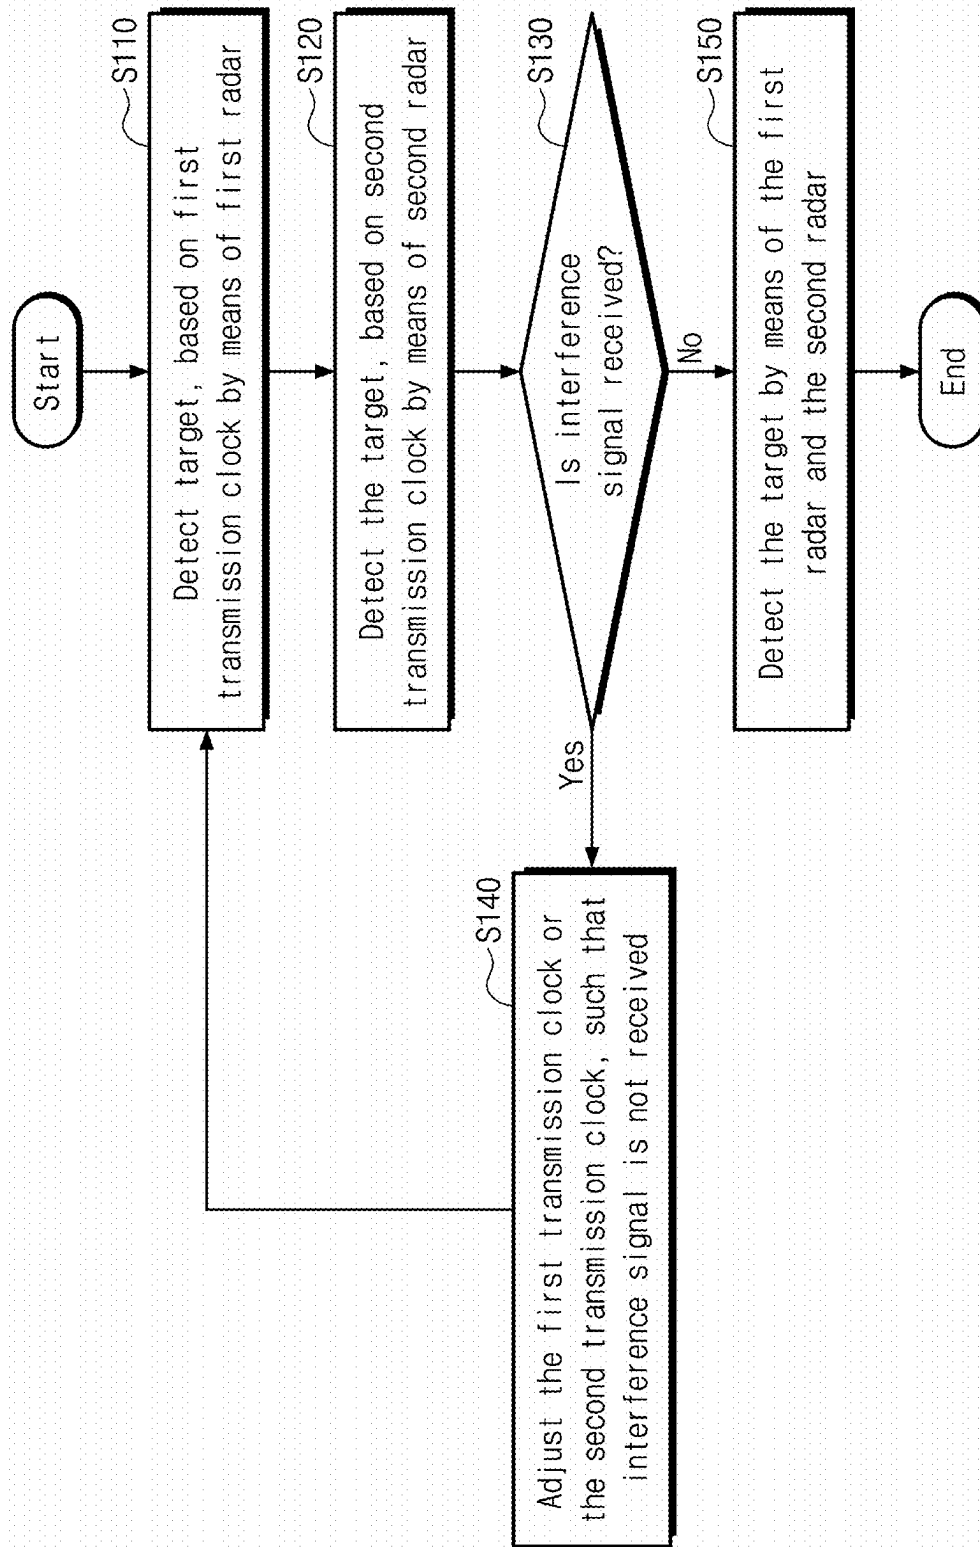 Start
S110
Detect target, based on first
transmission clock by means of first radar
S120
Detect the target, based on second
transmission clock by means of second radar
S130
Is interference
signal received?
Yes
No
S140
Adjust the first transmission clock or
the second transmission clock, such that
interference signal is not received
S150
Detect the target by means of the first
radar and the second radar
End